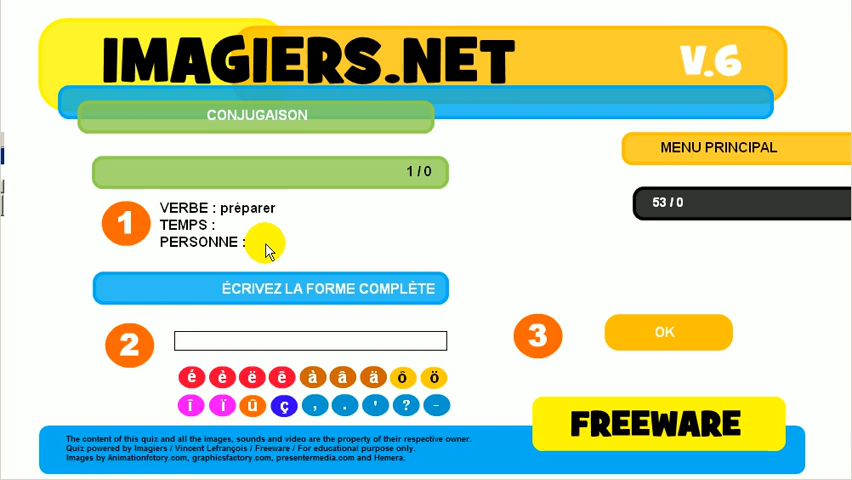 IMAGIERS.NET
V.6
CONJUGAISON
MENU PRINCIPAL
1 / 0
53 / 0
1
VERBE : préparer
TEMPS :
PERSONNE :
ÉCRIVEZ LA FORME COMPLÈTE
2
3
OK
é è ë ê à â ä ô ö
î ï û ç , . ' ? -
FREEWARE
The content of this quiz and all the images, sounds and video are the property of their respective owner.
Quiz powered by Imagiers / Vincent Lefrançois / Freeware / For educational purpose only.
Images by Animationfctory.com, graphicsfactory.com, presentermedia.com and Hemera.